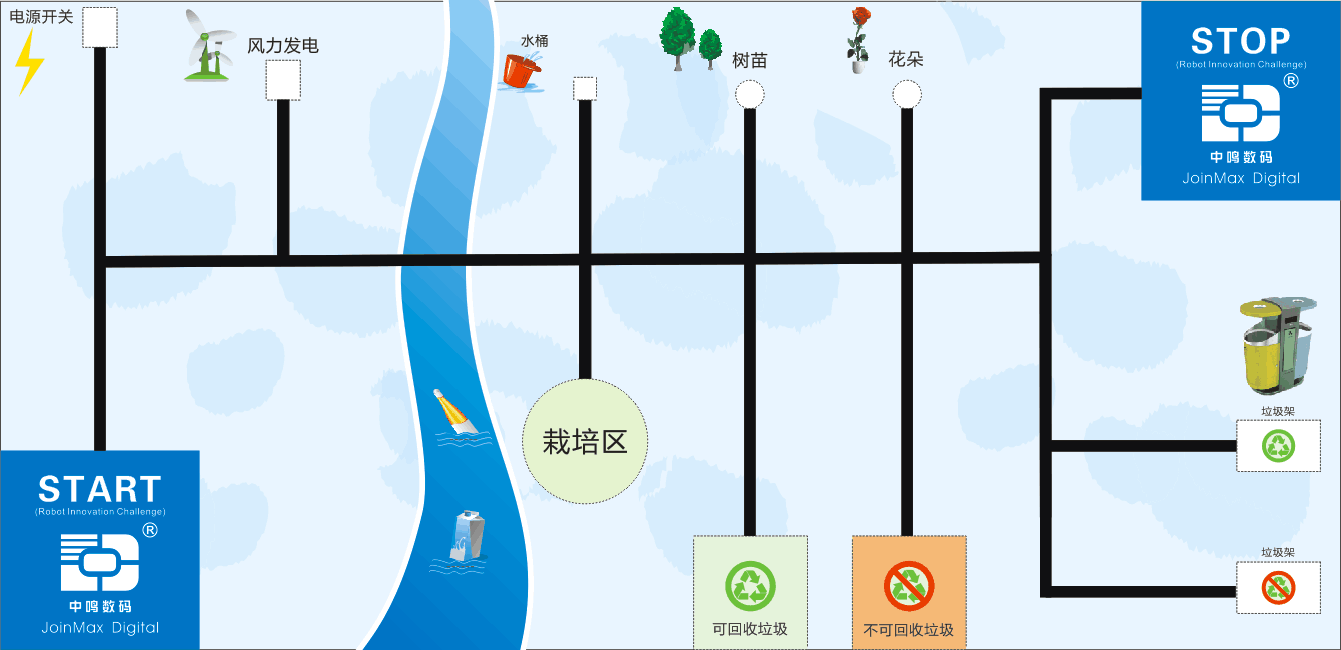 电源开关
风力发电
水桶
树苗
花朵
STOP
(Robot Innovation Challenge)
®
中鸣数码
JoinMax Digital
垃圾架
栽培区
START
(Robot Innovation Challenge)
®
中鸣数码
JoinMax Digital
可回收垃圾
不可回收垃圾
垃圾架